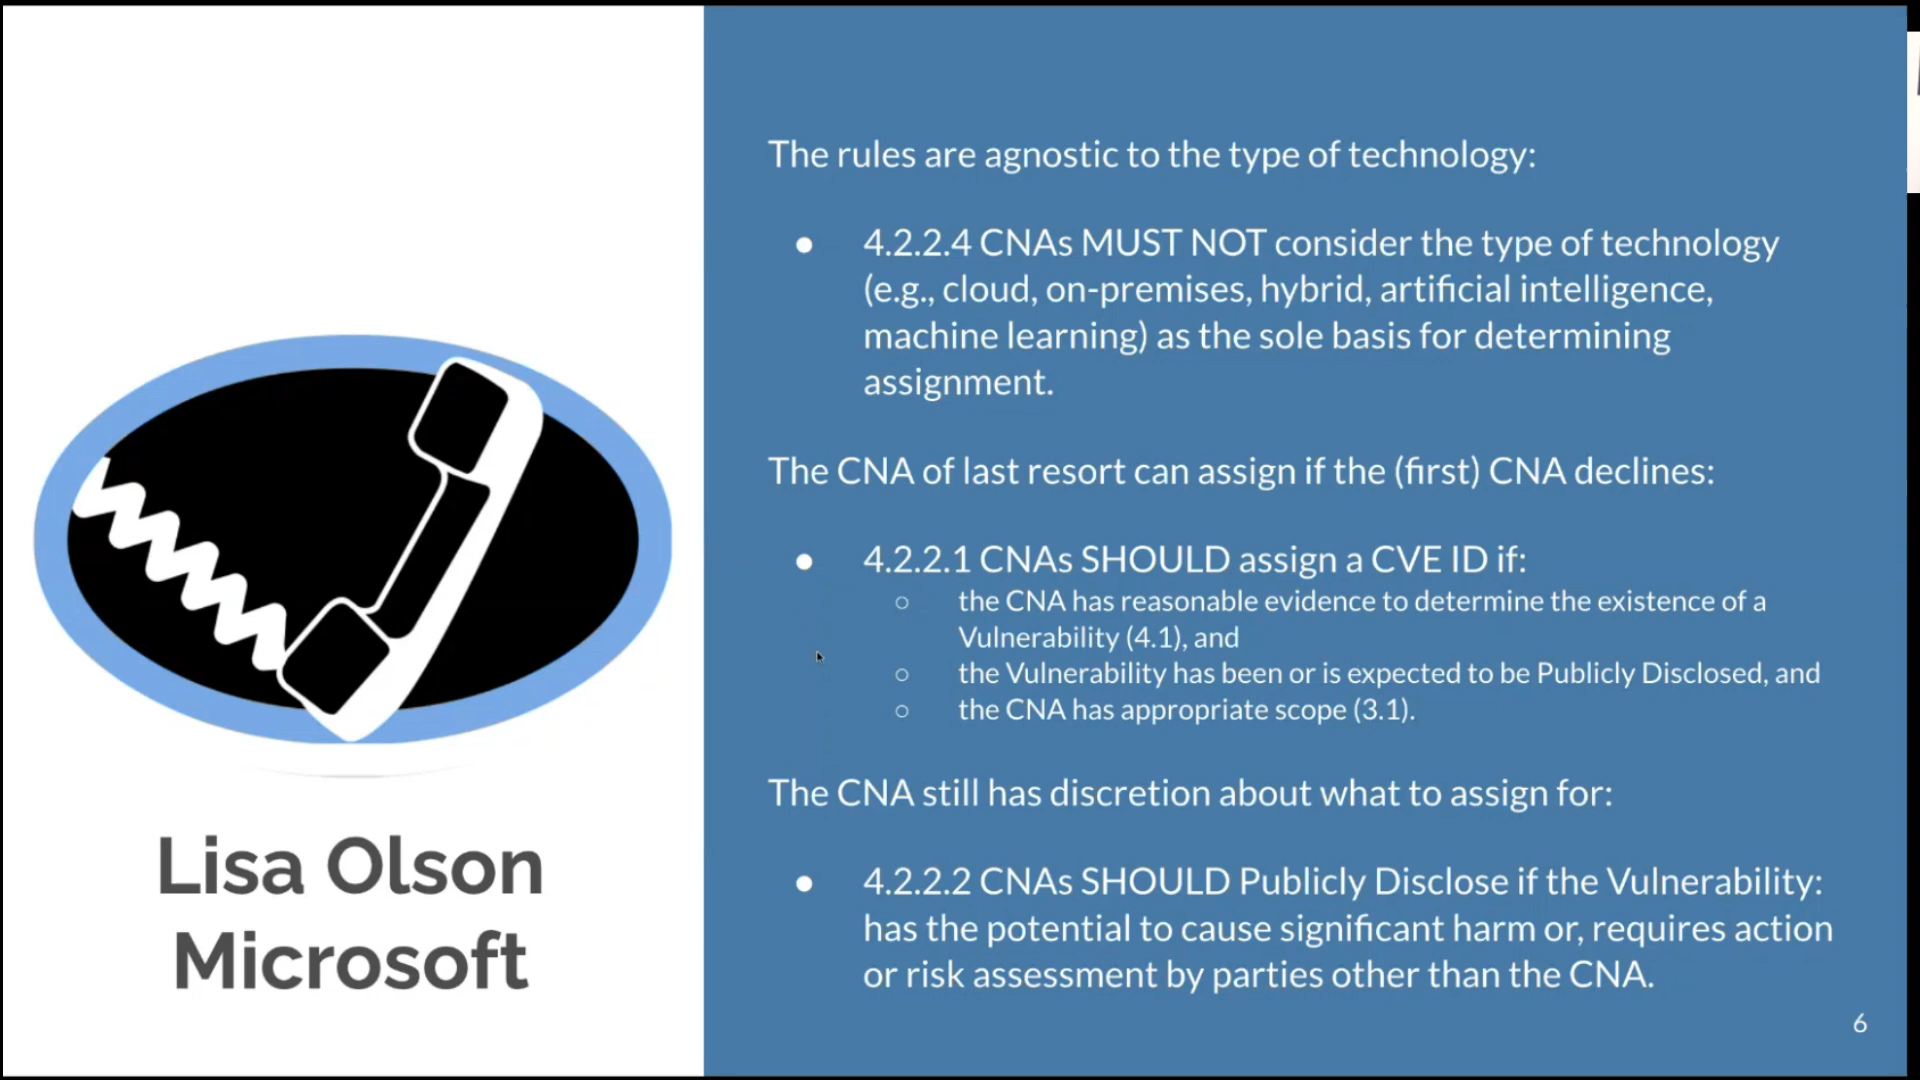 Lisa Olson
Microsoft
The rules are agnostic to the type of technology:
● 4.2.2.4 CNAs MUST NOT consider the type of technology
(e.g., cloud, on-premises, hybrid, artificial intelligence,
machine learning) as the sole basis for determining
assignment.
The CNA of last resort can assign if the (first) CNA declines:
● 4.2.2.1 CNAs SHOULD assign a CVE ID if:
○ the CNA has reasonable evidence to determine the existence of a
Vulnerability (4.1), and
○ the Vulnerability has been or is expected to be Publicly Disclosed, and
○ the CNA has appropriate scope (3.1).
The CNA still has discretion about what to assign for:
● 4.2.2.2 CNAs SHOULD Publicly Disclose if the Vulnerability:
has the potential to cause significant harm or, requires action
or risk assessment by parties other than the CNA.
6